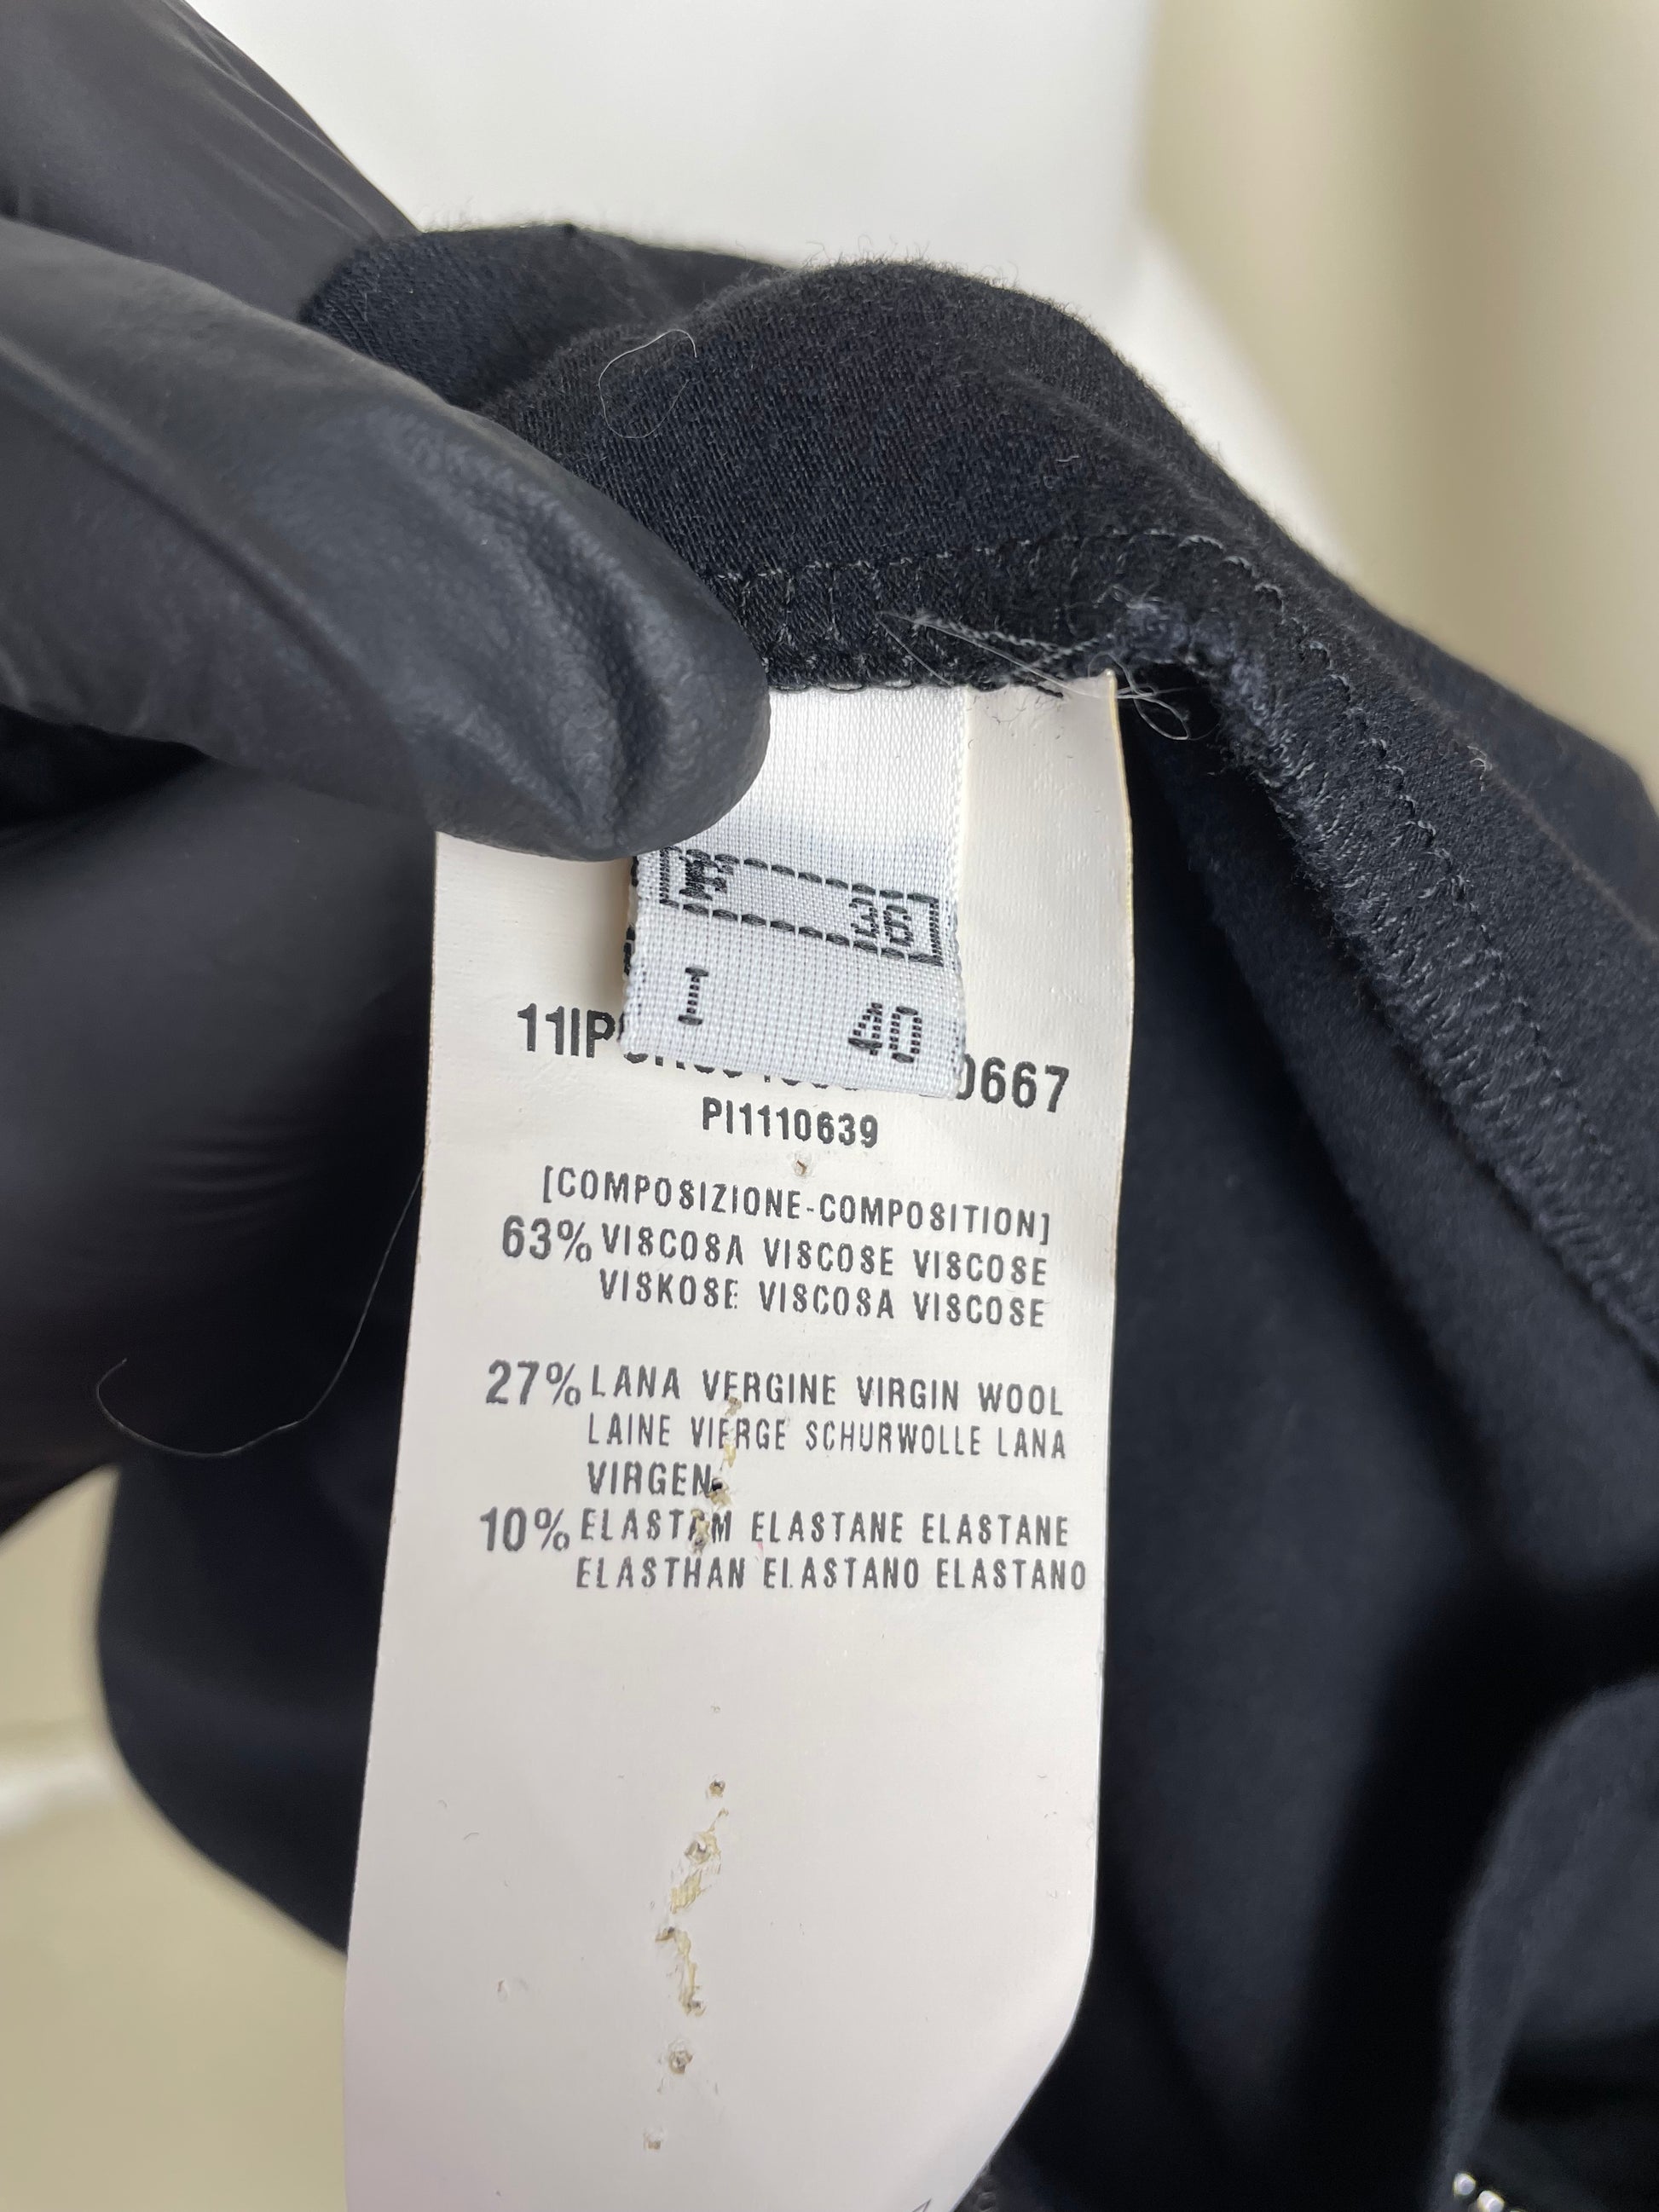 F 36
I 40
0667
PI1110639
[COMPOSIZIONE-COMPOSITION]
63% VISCOSA VISCOSE VISCOSE
VISKOSE VISCOSA VISCOSE
27% LANA VERGINE VIRGIN WOOL
LAINE VIERGE SCHURWOLLE LANA
VIRGEN
10% ELASTAM ELASTANE ELASTANE
ELASTHAN ELASTANO ELASTANO